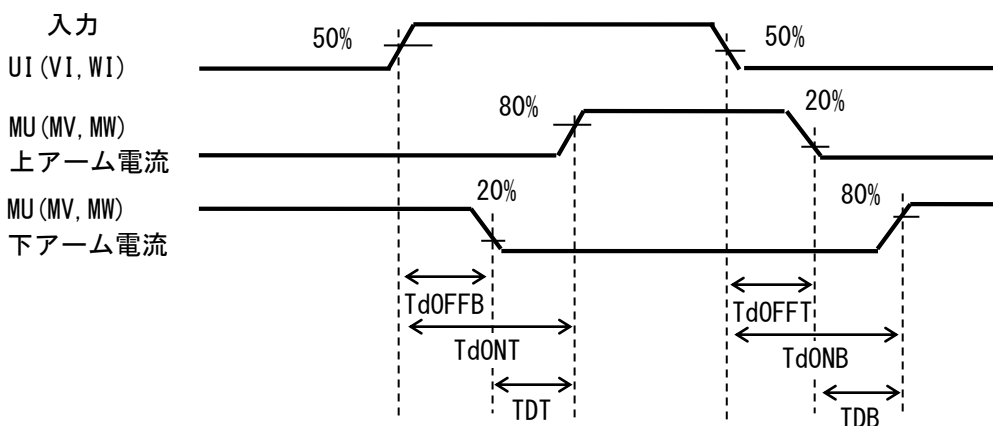 入力
UI(VI,WI)
50%
50%
MU(MV,MW)
上アーム電流
80%
20%
MU(MV,MW)
下アーム電流
20%
80%
TdOFFB
TdOFFT
TdONT
TdONB
TDT
TDB